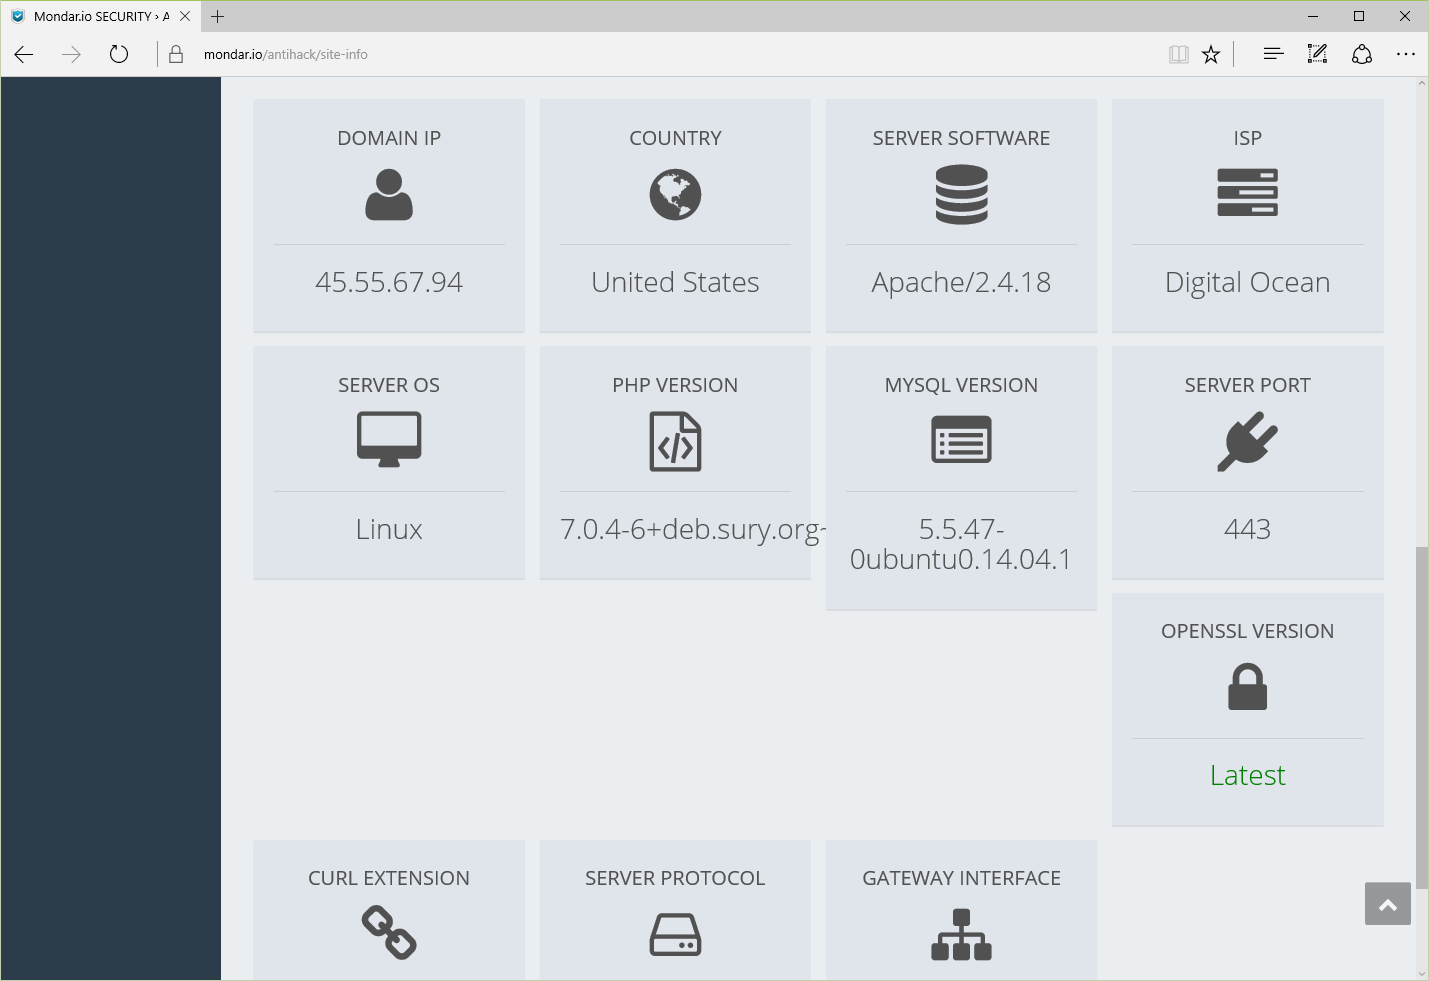 Mondar.io SECURITY › A
mondar.io/antihack/site-info
DOMAIN IP
COUNTRY
SERVER SOFTWARE
ISP
45.55.67.94
United States
Apache/2.4.18
Digital Ocean
SERVER OS
PHP VERSION
MYSQL VERSION
SERVER PORT
Linux
7.0.4-6+deb.sury.org~
5.5.47-
0ubuntu0.14.04.1
443
OPENSSL VERSION
Latest
CURL EXTENSION
SERVER PROTOCOL
GATEWAY INTERFACE